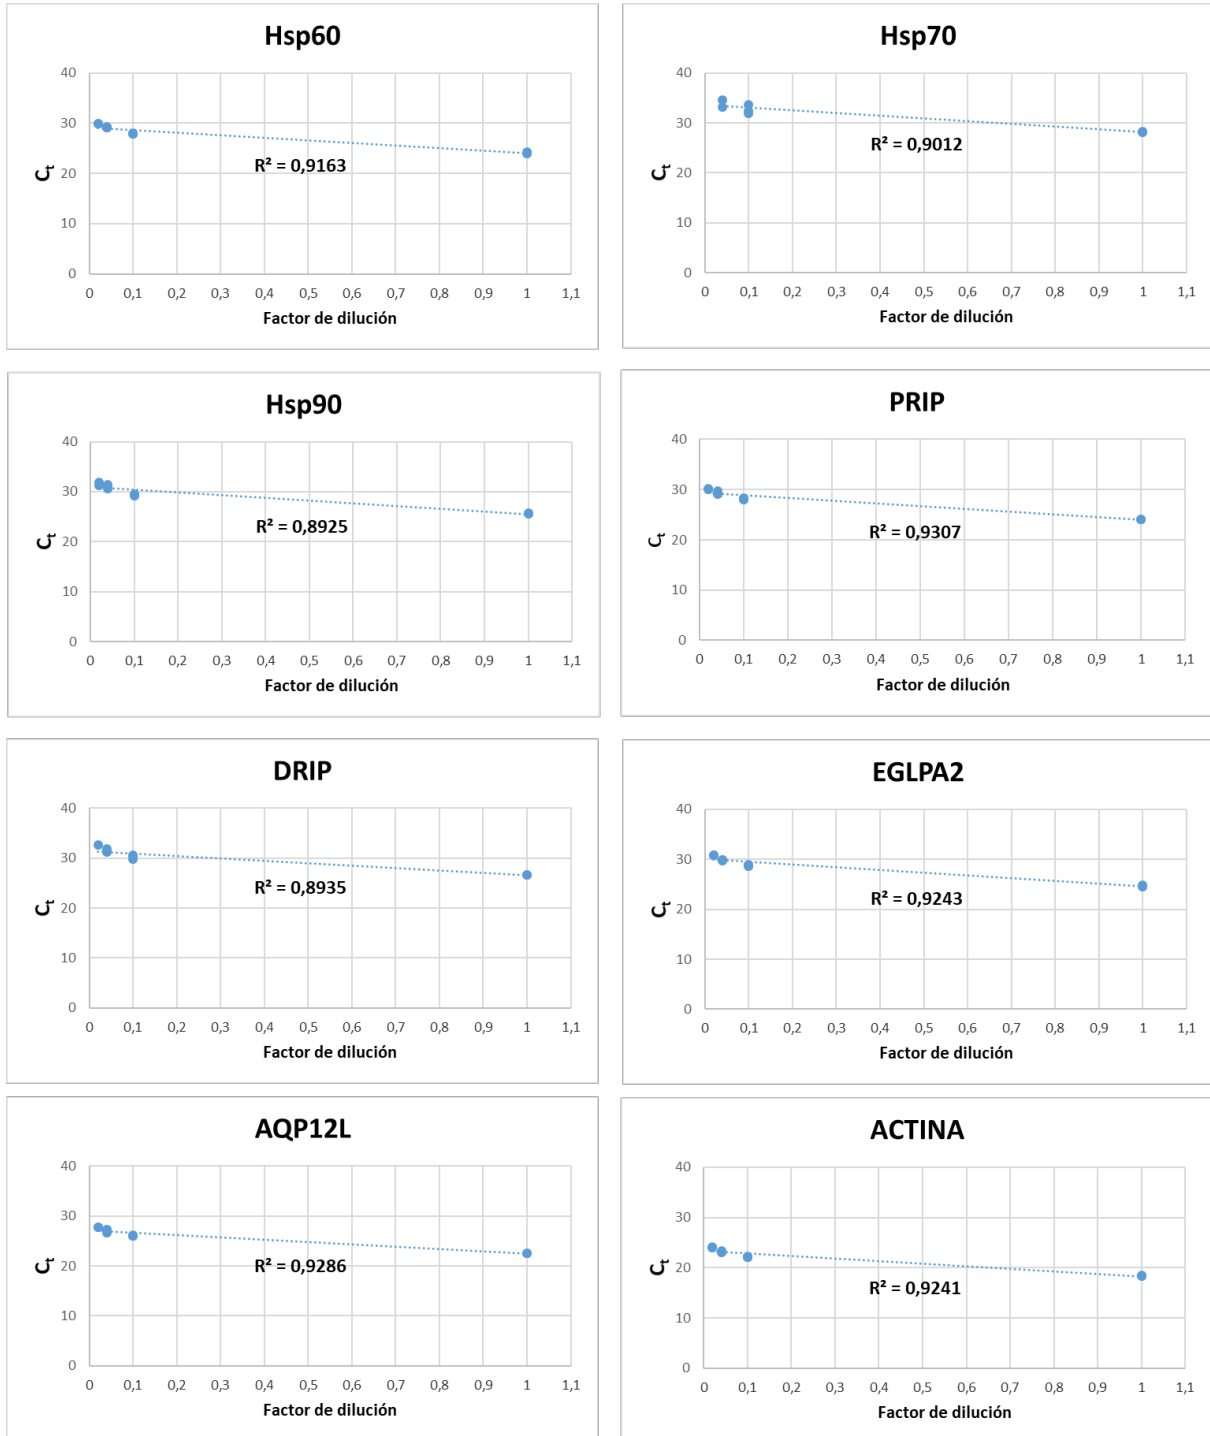 Hsp60
40
30
20
10
0
Ct
R² = 0,9163
0 0,1 0,2 0,3 0,4 0,5 0,6 0,7 0,8 0,9 1 1,1
Factor de dilución
Hsp70
40
30
20
10
0
Ct
R² = 0,9012
0 0,1 0,2 0,3 0,4 0,5 0,6 0,7 0,8 0,9 1 1,1
Factor de dilución
Hsp90
40
30
20
10
0
Ct
R² = 0,8925
0 0,1 0,2 0,3 0,4 0,5 0,6 0,7 0,8 0,9 1 1,1
Factor de dilución
PRIP
40
30
20
10
0
Ct
R² = 0,9307
0 0,1 0,2 0,3 0,4 0,5 0,6 0,7 0,8 0,9 1 1,1
Factor de dilución
DRIP
40
30
20
10
0
Ct
R² = 0,8935
0 0,1 0,2 0,3 0,4 0,5 0,6 0,7 0,8 0,9 1 1,1
Factor de dilución
EGLPA2
40
30
20
10
0
Ct
R² = 0,9243
0 0,1 0,2 0,3 0,4 0,5 0,6 0,7 0,8 0,9 1 1,1
Factor de dilución
AQP12L
40
30
20
10
0
Ct
R² = 0,9286
0 0,1 0,2 0,3 0,4 0,5 0,6 0,7 0,8 0,9 1 1,1
Factor de dilución
ACTINA
40
30
20
10
0
Ct
R² = 0,9241
0 0,1 0,2 0,3 0,4 0,5 0,6 0,7 0,8 0,9 1 1,1
Factor de dilución